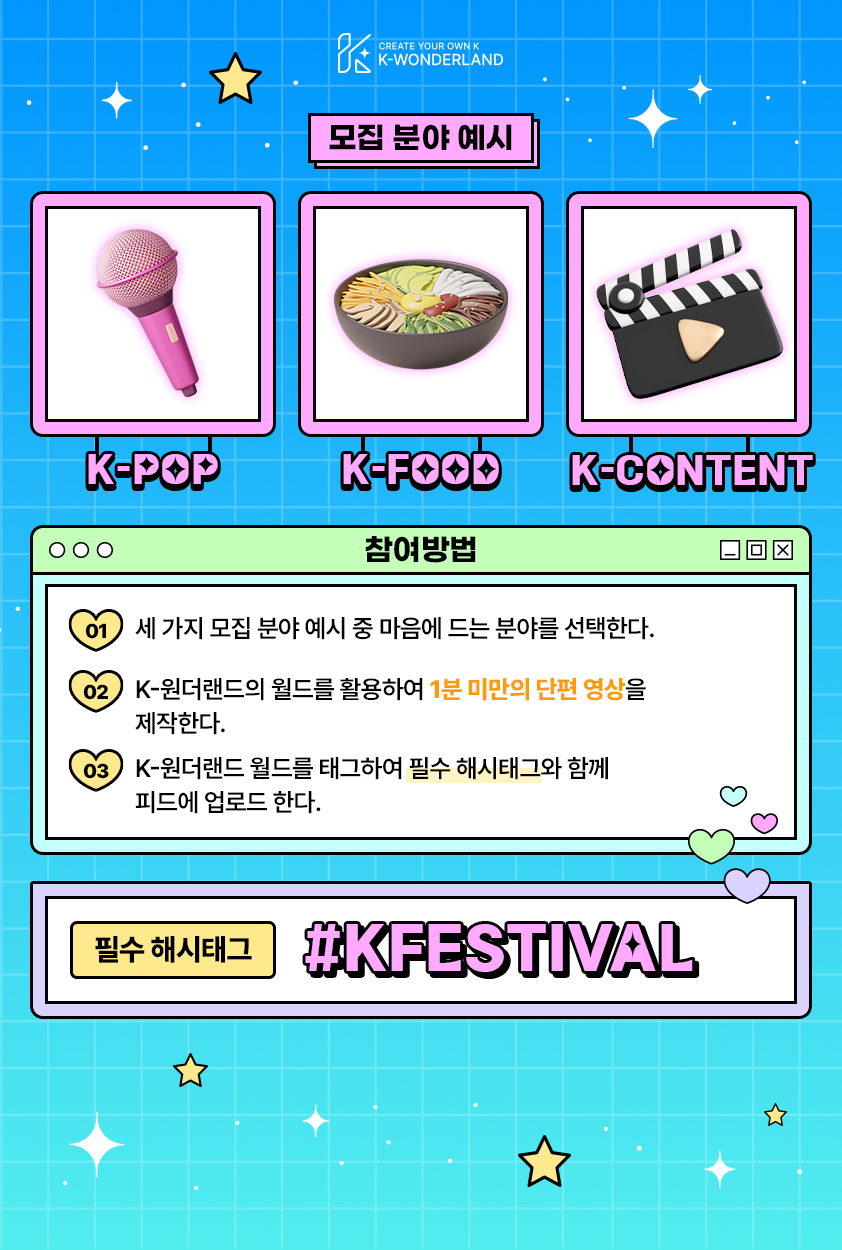 CREATE YOUR OWN K
K-WONDERLAND
모집 분야 예시
K-POP
K-FOOD
K-CONTENT
참여방법
01 세 가지 모집 분야 예시 중 마음에 드는 분야를 선택한다.
02 K-원더랜드의 월드를 활용하여 1분 미만의 단편 영상을
제작한다.
03 K-원더랜드 월드를 태그하여 필수 해시태그와 함께
피드에 업로드 한다.
필수 해시태그
#KFESTIVAL